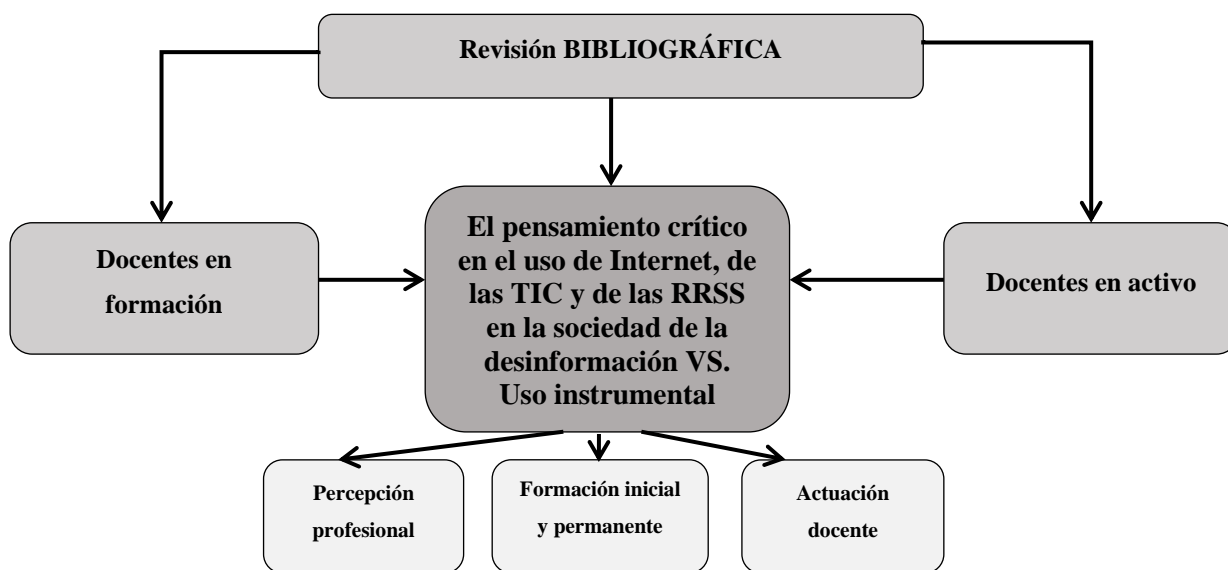 Revisión BIBLIOGRÁFICA
Docentes en
formación
El pensamiento crítico
en el uso de Internet, de
las TIC y de las RRSS
en la sociedad de la
desinformación VS.
Uso instrumental
Docentes en activo
Percepción
profesional
Formación inicial
y permanente
Actuación
docente